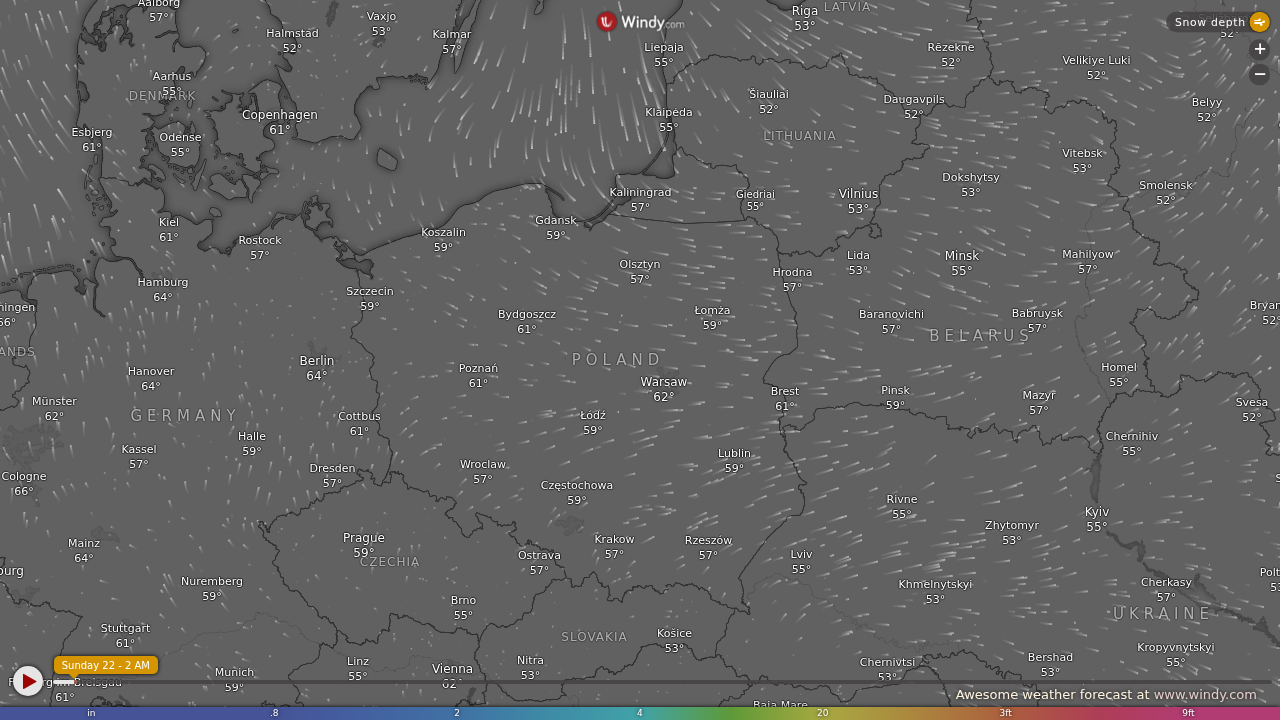 Aalborg
57°
Halmstad
52°
Vaxjo
53°
Kalmar
57°
Windy.com
Riga
53°
LATVIA
Snow depth
52°
+
−
Liepaja
55°
Rēzekne
52°
Velikiye Luki
52°
Aarhus
55°
DENMARK
Copenhagen
61°
Klaipėda
55°
Šiauliai
52°
Daugavpils
52°
Belyy
52°
Esbjerg
61°
Odense
55°
LITHUANIA
Vitebsk
53°
Kaliningrad
57°
Giedriai
55°
Vilnius
53°
Dokshytsy
53°
Smolensk
52°
Kiel
61°
Rostock
57°
Koszalin
59°
Gdansk
59°
Olsztyn
57°
Hrodna
57°
Lida
53°
Minsk
55°
Mahilyow
57°
Hamburg
64°
Szczecin
59°
Bydgoszcz
61°
Łomża
59°
Baranovichi
57°
Babruysk
57°
BELARUS
52°
Hanover
64°
Berlin
64°
Poznań
61°
POLAND
Warsaw
62°
Brest
61°
Pinsk
59°
Homel
55°
Mazyr
57°
Svesa
52°
Münster
62°
GERMANY
Cottbus
61°
Łódź
59°
Chernihiv
55°
Kassel
57°
Halle
59°
Dresden
57°
Wroclaw
57°
Lublin
59°
Cologne
66°
Częstochowa
59°
Rivne
55°
Kyiv
55°
Zhytomyr
53°
Mainz
64°
Prague
59°
CZECHIA
Ostrava
57°
Krakow
57°
Rzeszów
57°
Lviv
55°
Nuremberg
59°
Brno
55°
Khmelnytskyi
53°
Cherkasy
57°
UKRAINE
Stuttgart
61°
SLOVAKIA
Košice
53°
Kropyvnytskyi
55°
Sunday 22 - 2 AM
61°
Munich
59°
Linz
55°
Vienna
62°
Nitra
53°
Chernivtsi
53°
Bershad
53°
Baia Mare
Awesome weather forecast at www.windy.com
in .8 2 4 20 3ft 9ft